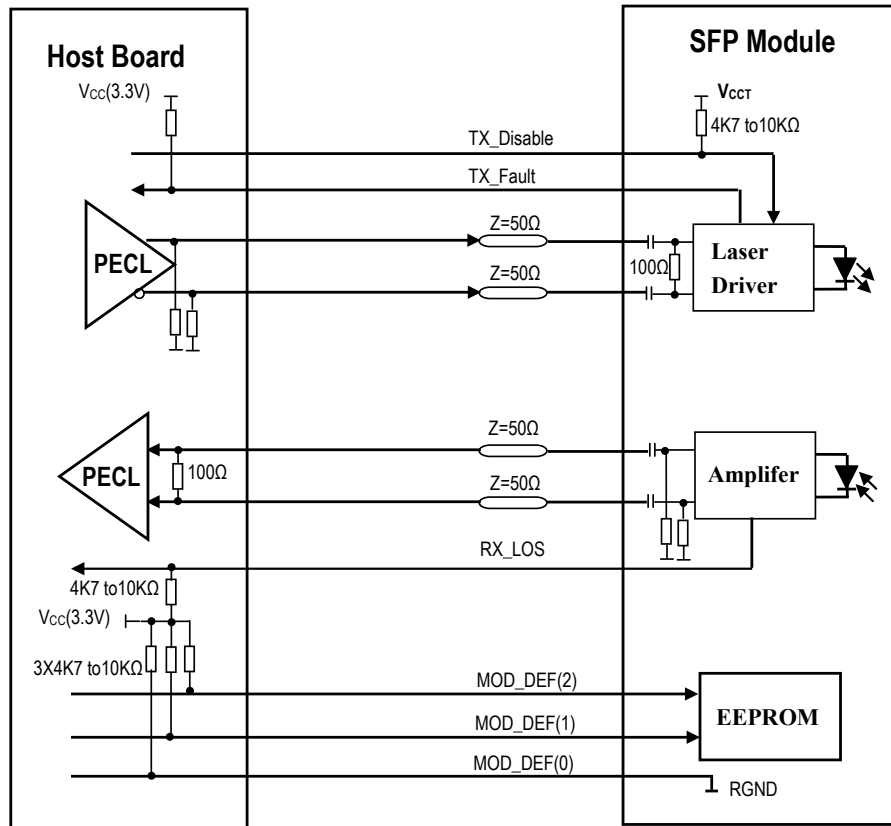 Host Board
SFP Module
Vcc(3.3V)
VCCT
4K7 to10KΩ
TX_Disable
TX_Fault
PECL
Z=50Ω
Z=50Ω
100Ω
Laser
Driver
PECL
100Ω
Z=50Ω
Z=50Ω
Amplifer
RX_LOS
4K7 to10KΩ
Vcc(3.3V)
3X4K7 to10KΩ
MOD_DEF(2)
MOD_DEF(1)
MOD_DEF(0)
EEPROM
RGND